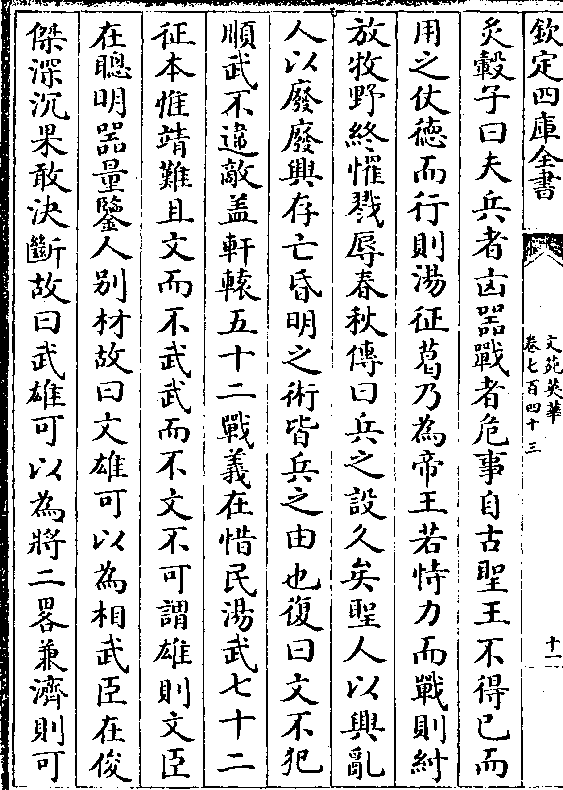 欽定四庫全書
文苑英華
卷七百四十三
十一
炙轂子曰夫兵者凶器戰者危事自古聖王不得已而
用之仗徳而行則湯征葛乃為帝王若恃力而戰則紂
放牧野終懼戮辱春秋傳曰兵之設久矣聖人以興亂
人以廢廢興存亡昏明之術皆兵之由也復曰文不犯
順武不違敵盖軒轅五十二戰義在惜民湯武七十二
征本惟靖難且文而不武武而不文不可謂雄則文臣
在聰明器量鑒人别材故曰文雄可以為相武臣在俊
傑深沉果敢决斷故曰武雄可以為將二畧兼濟則可